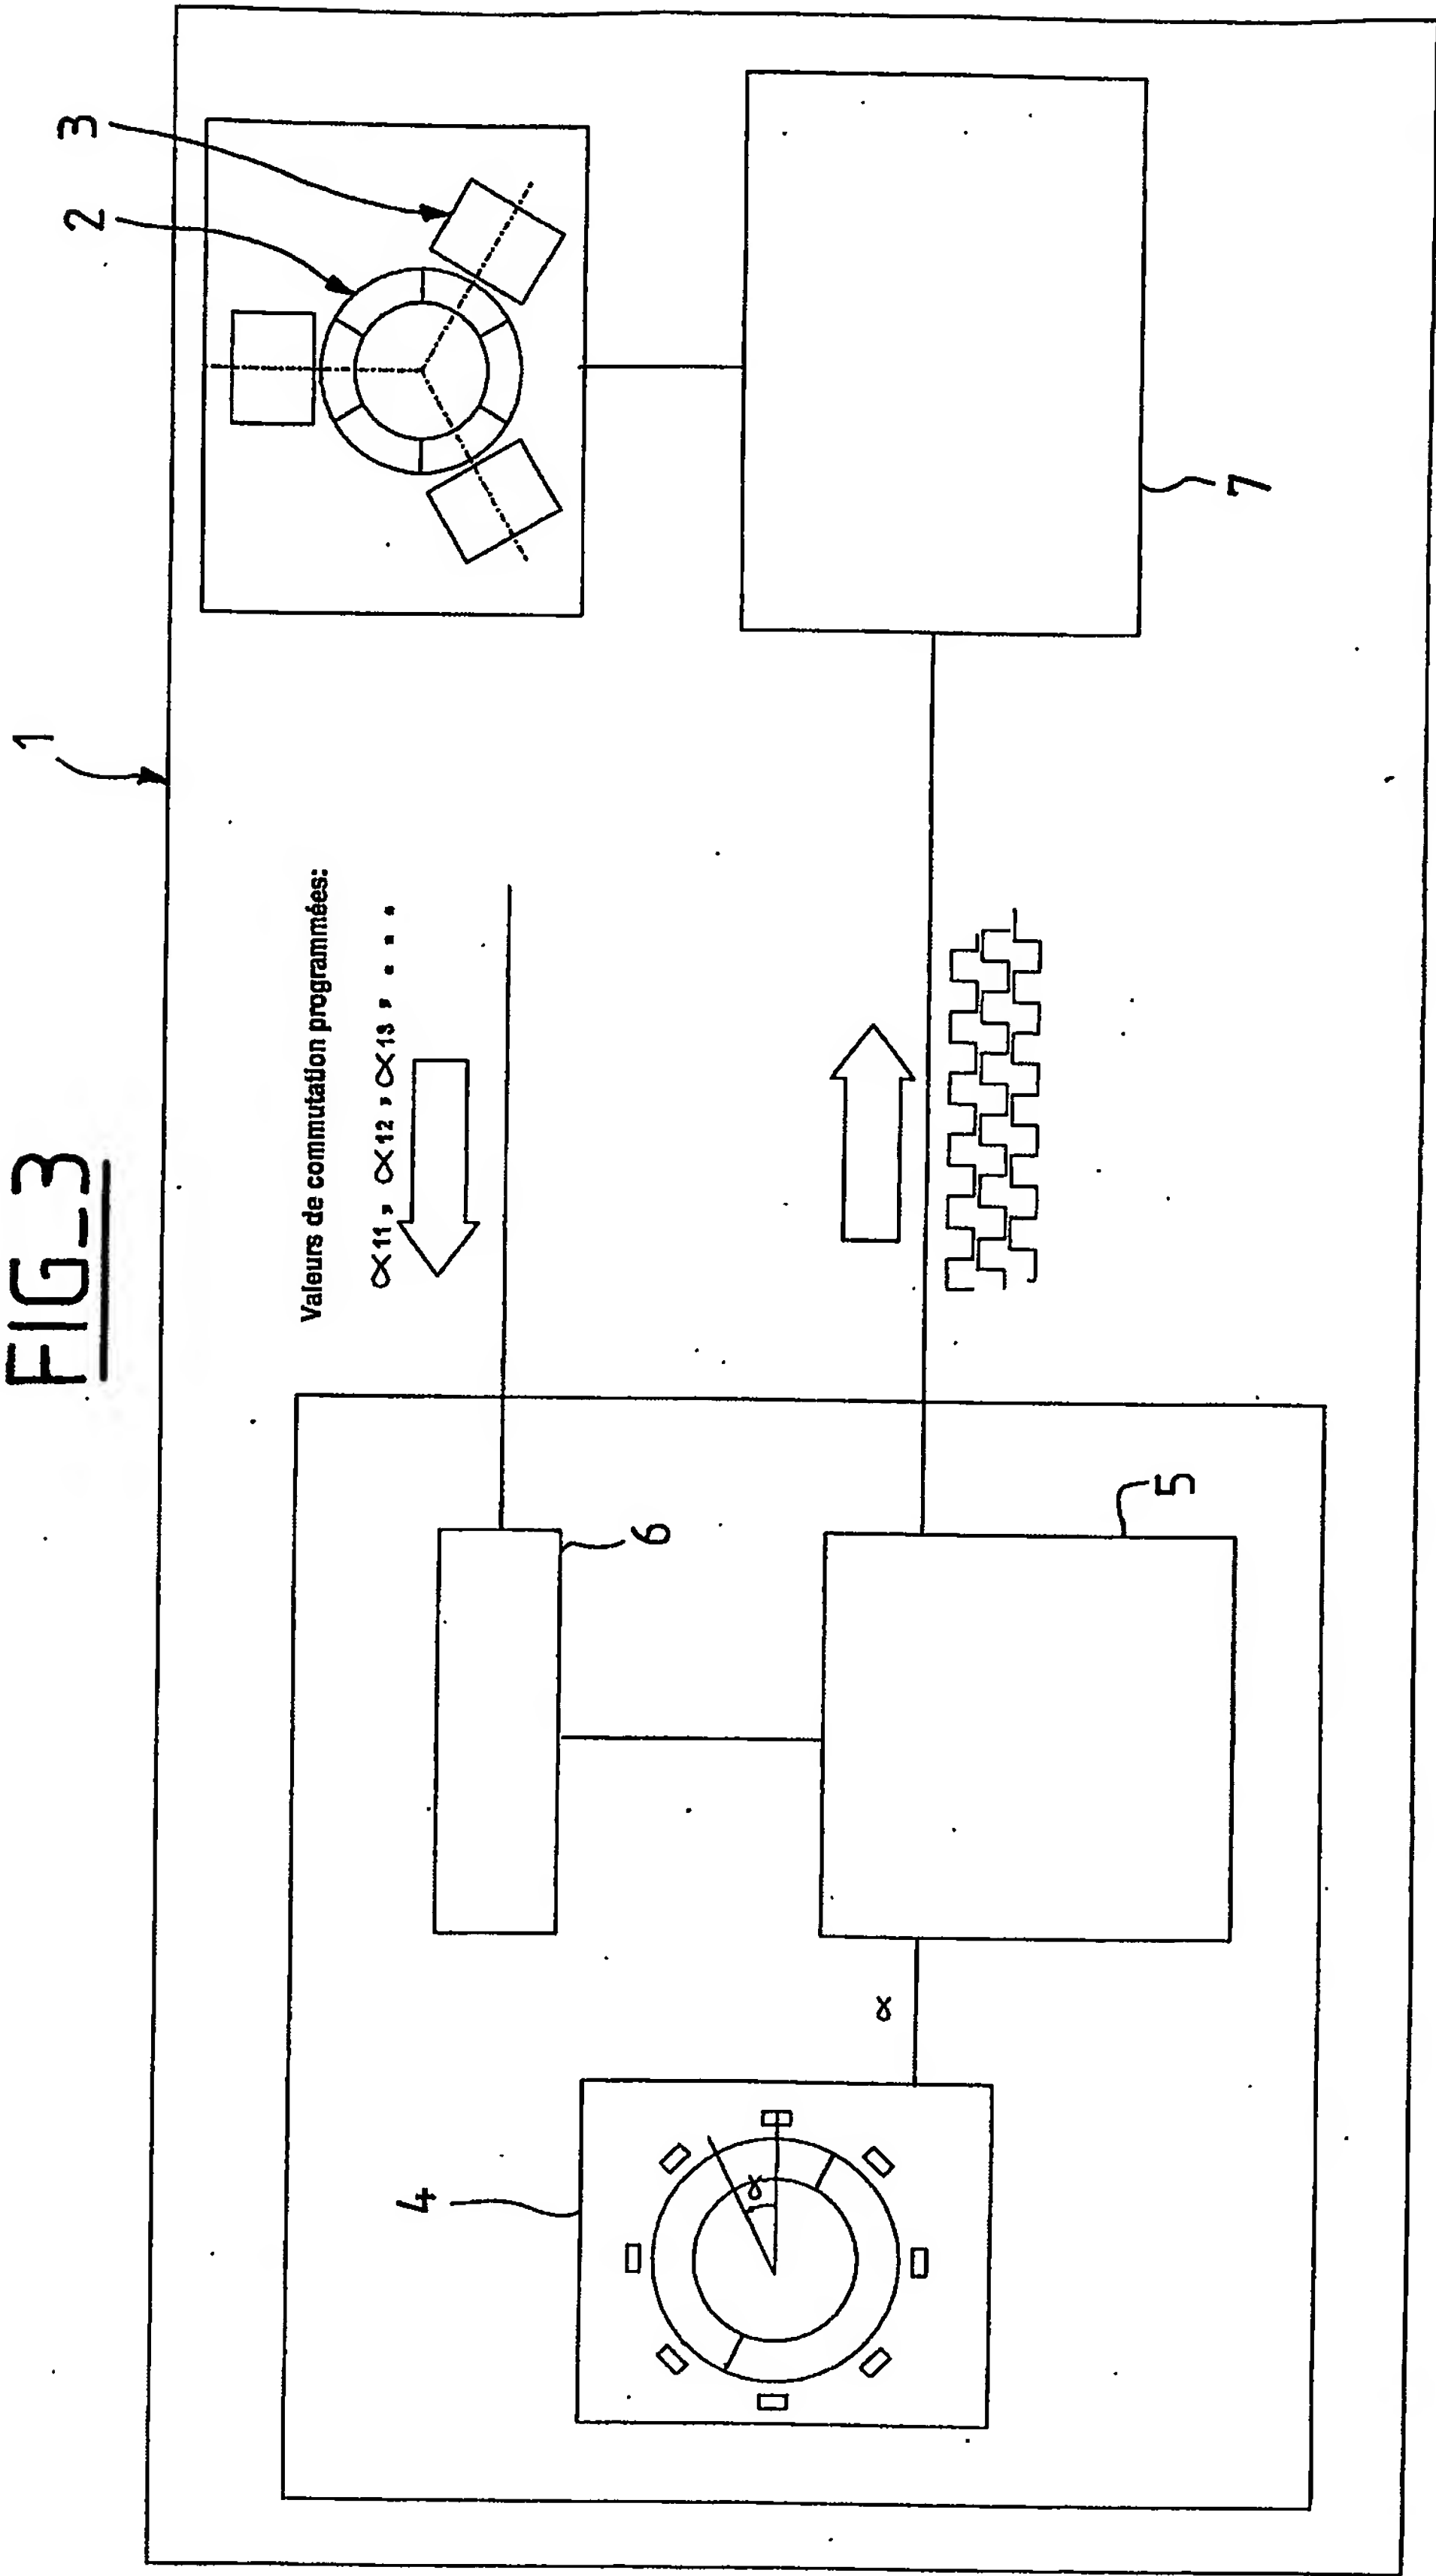 FIG_3
1
2
3
Valeurs de commutation programmées:
α11, α12, α13, ...
6
4
α
α
5
7